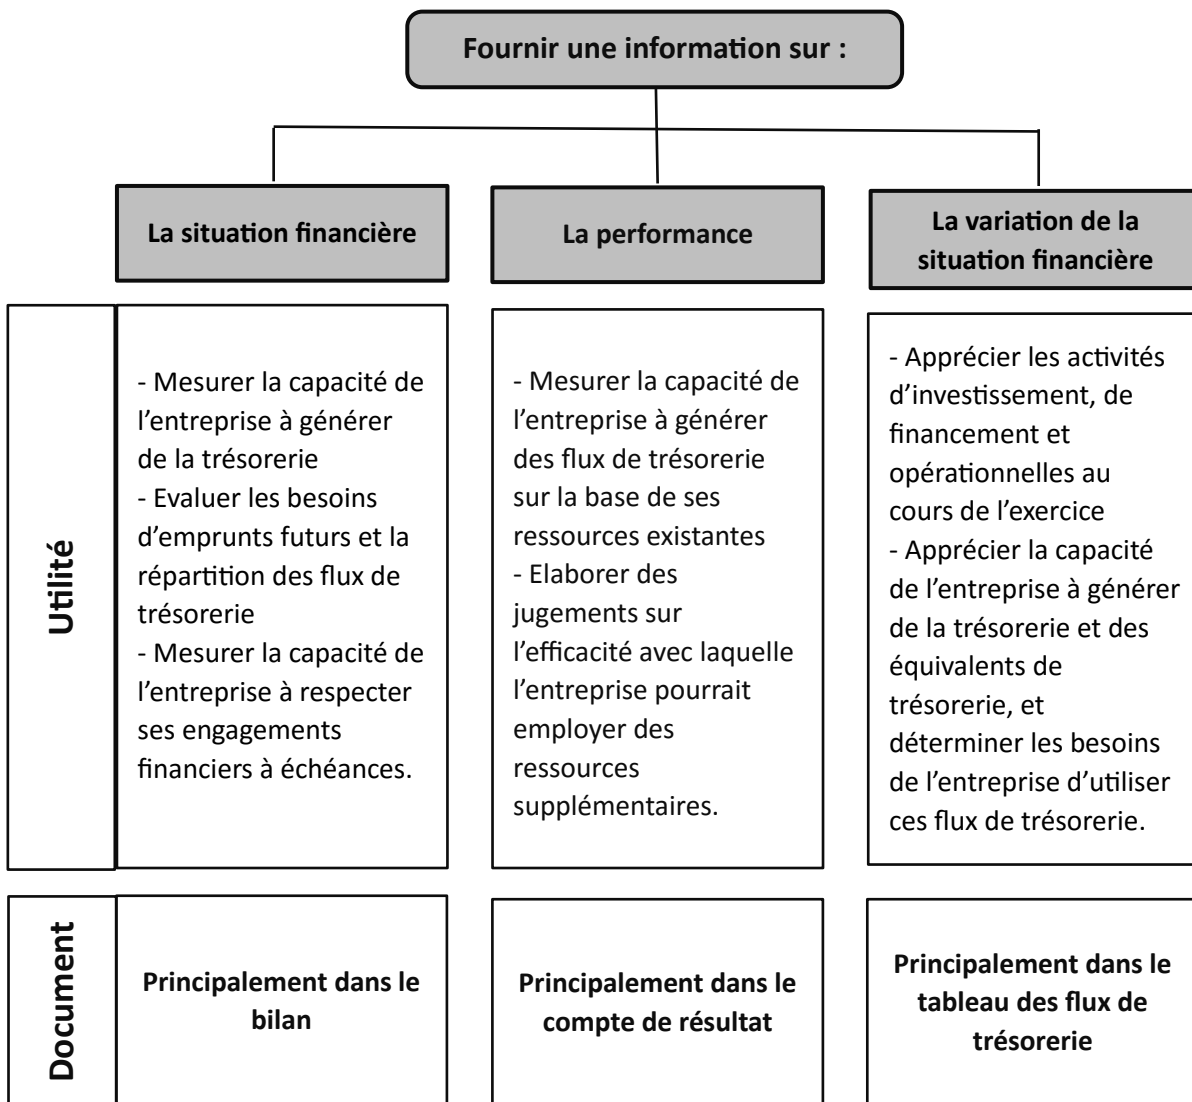 Fournir une information sur :
La situation financière
La performance
La variation de la
situation financière
Utilité
- Mesurer la capacité de
l’entreprise à générer
de la trésorerie
- Evaluer les besoins
d’emprunts futurs et la
répartition des flux de
trésorerie
- Mesurer la capacité de
l’entreprise à respecter
ses engagements
financiers à échéances.
- Mesurer la capacité de
l’entreprise à générer
des flux de trésorerie
sur la base de ses
ressources existantes
- Elaborer des
jugements sur
l’efficacité avec laquelle
l’entreprise pourrait
employer des
ressources
supplémentaires.
- Apprécier les activités
d’investissement, de
financement et
opérationnelles au
cours de l’exercice
- Apprécier la capacité
de l’entreprise à générer
de la trésorerie et des
équivalents de
trésorerie, et
déterminer les besoins
de l’entreprise d’utiliser
ces flux de trésorerie.
Document
Principalement dans le
bilan
Principalement dans le
compte de résultat
Principalement dans le
tableau des flux de
trésorerie